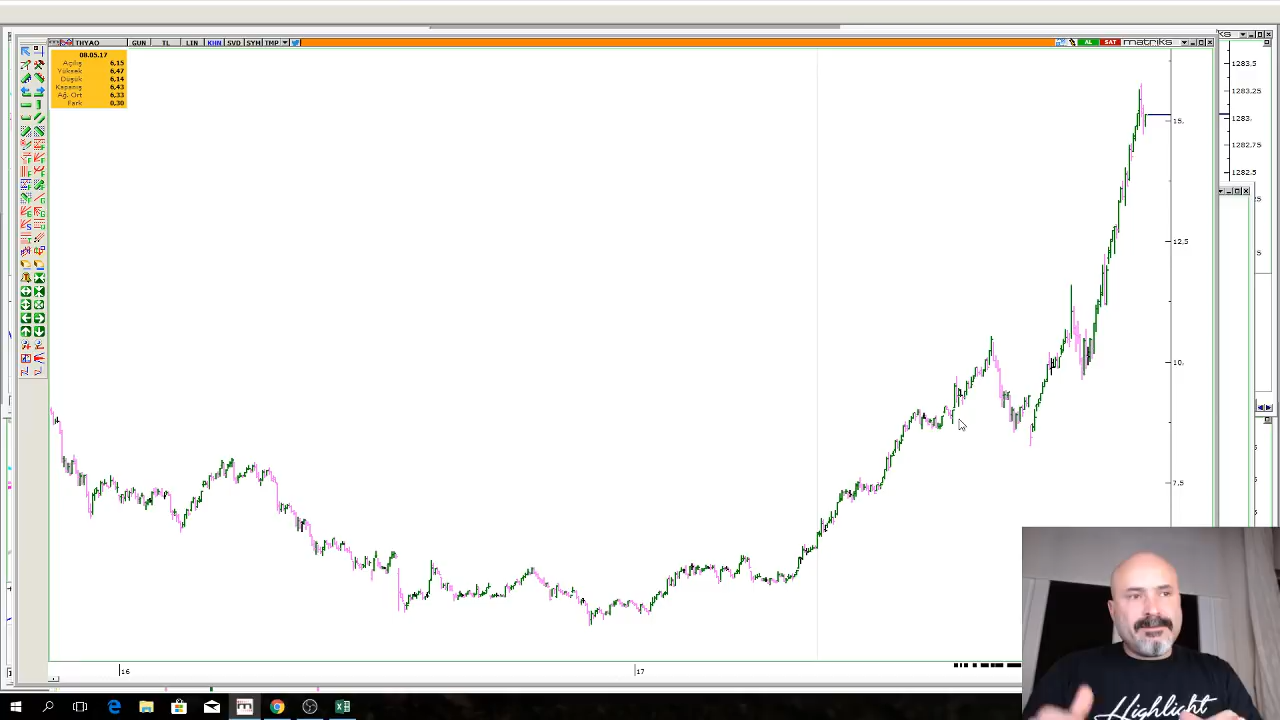 THYAO GUN TL LIN KHN SVD SYM TMP AL SAT matriks
08.05.17
Açılış 6,15
Yüksek 6,47
Düşük 6,14
Kapanış 6,43
Ağ. Ort 6,33
Fark 0,30
1283.5
1283.25
1283.
1282.75
1282.5
15.
12.5
10.
7.5
16 17
Highlight